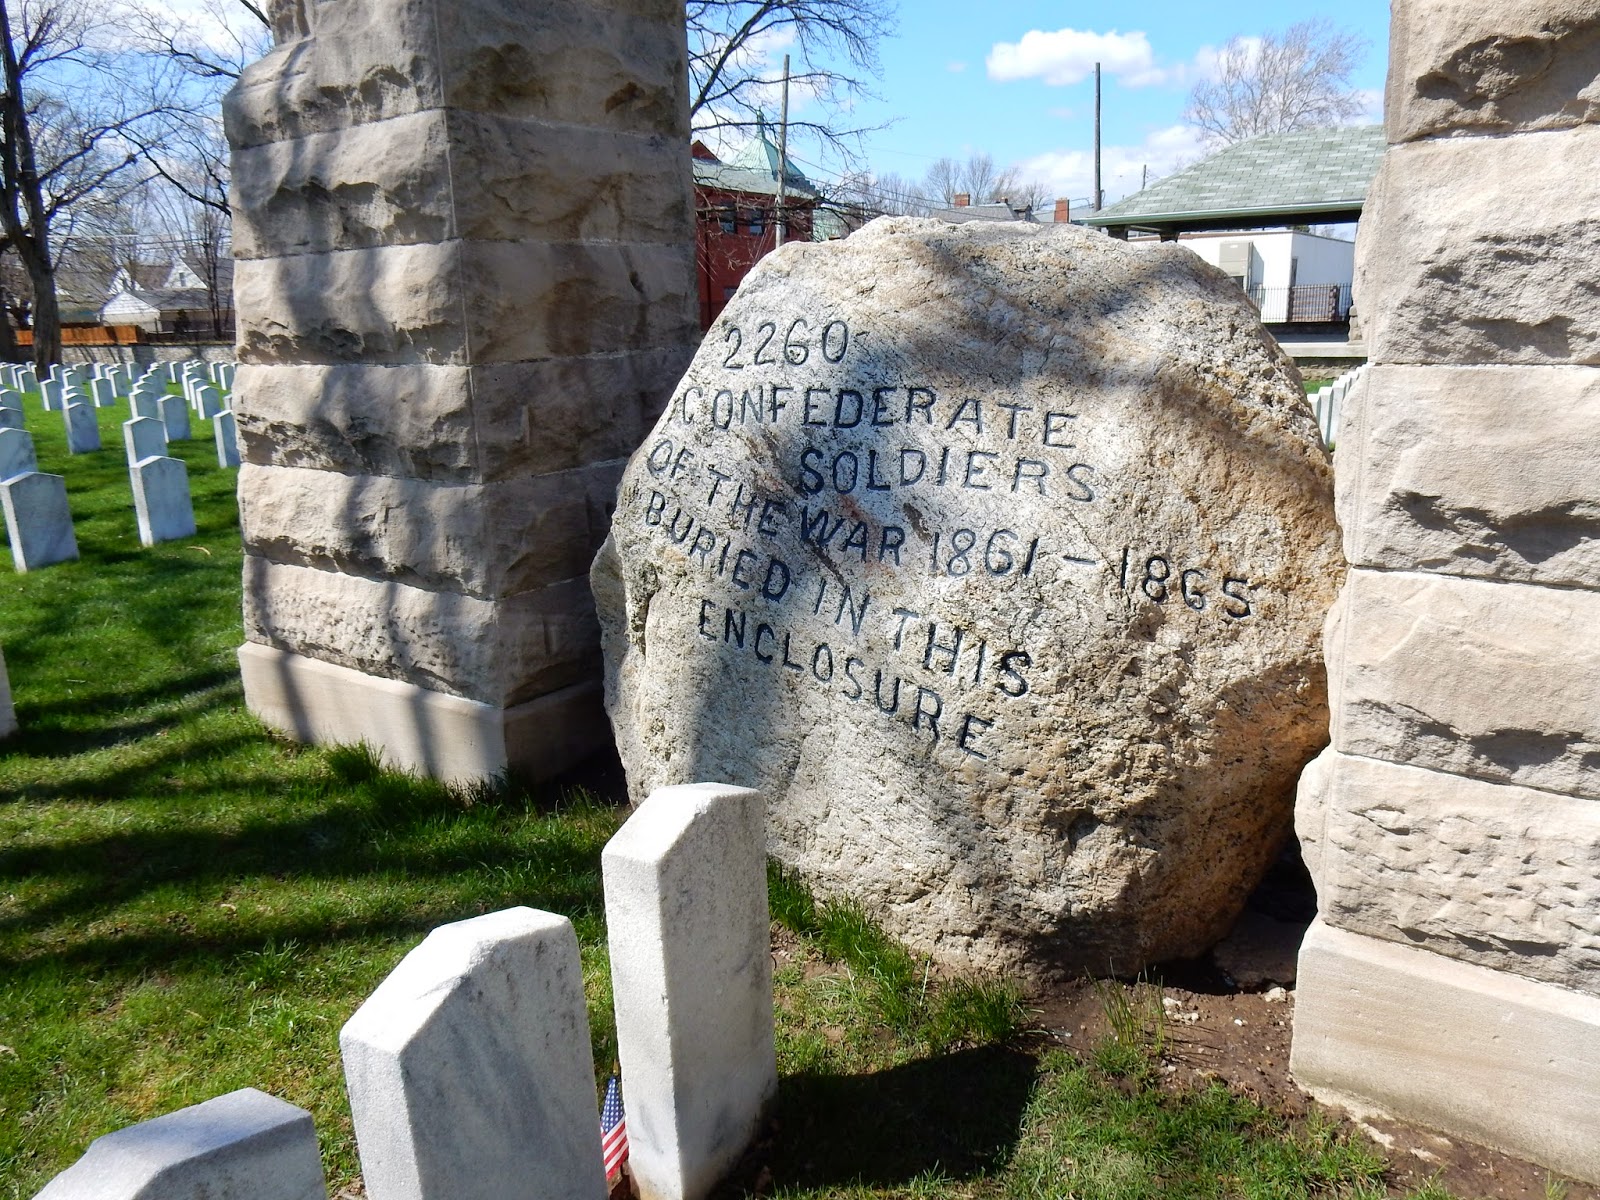 2260
CONFEDERATE
SOLDIERS
OF THE WAR 1861-1865
BURIED IN THIS
ENCLOSURE